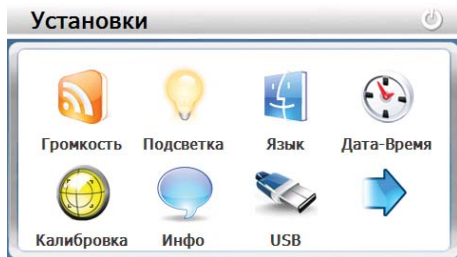 Установки
Громкость Подсветка Язык Дата-Время
Калибровка Инфо USB